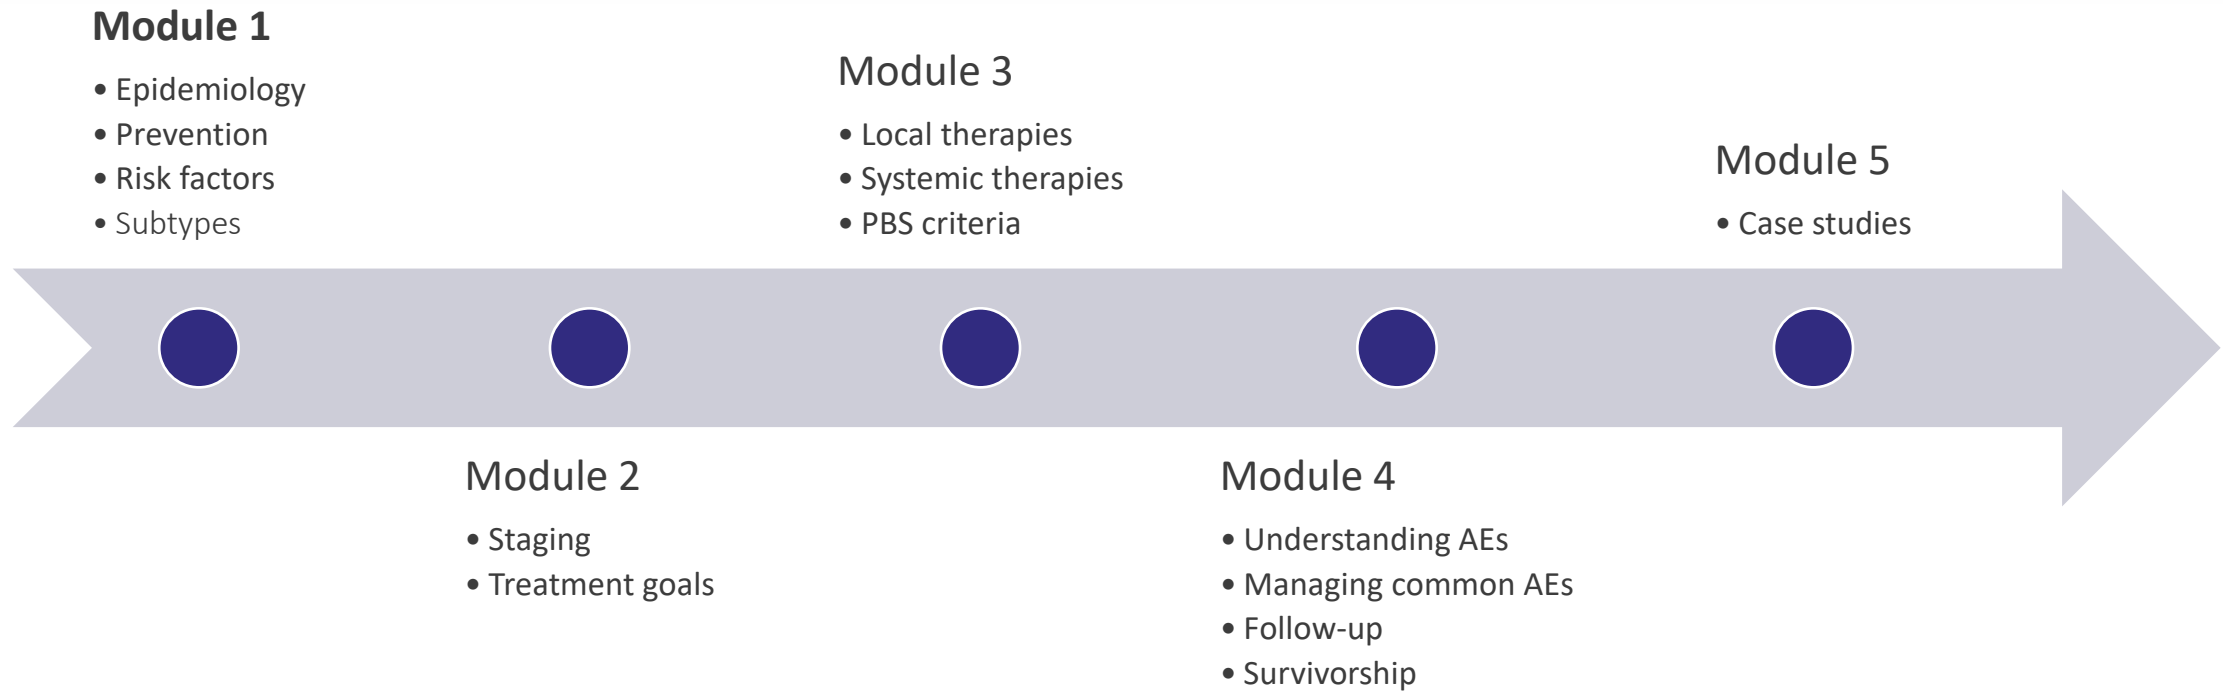 Module 1
• Epidemiology
• Prevention
• Risk factors
• Subtypes
Module 2
• Staging
• Treatment goals
Module 3
• Local therapies
• Systemic therapies
• PBS criteria
Module 4
• Understanding AEs
• Managing common AEs
• Follow-up
• Survivorship
Module 5
• Case studies